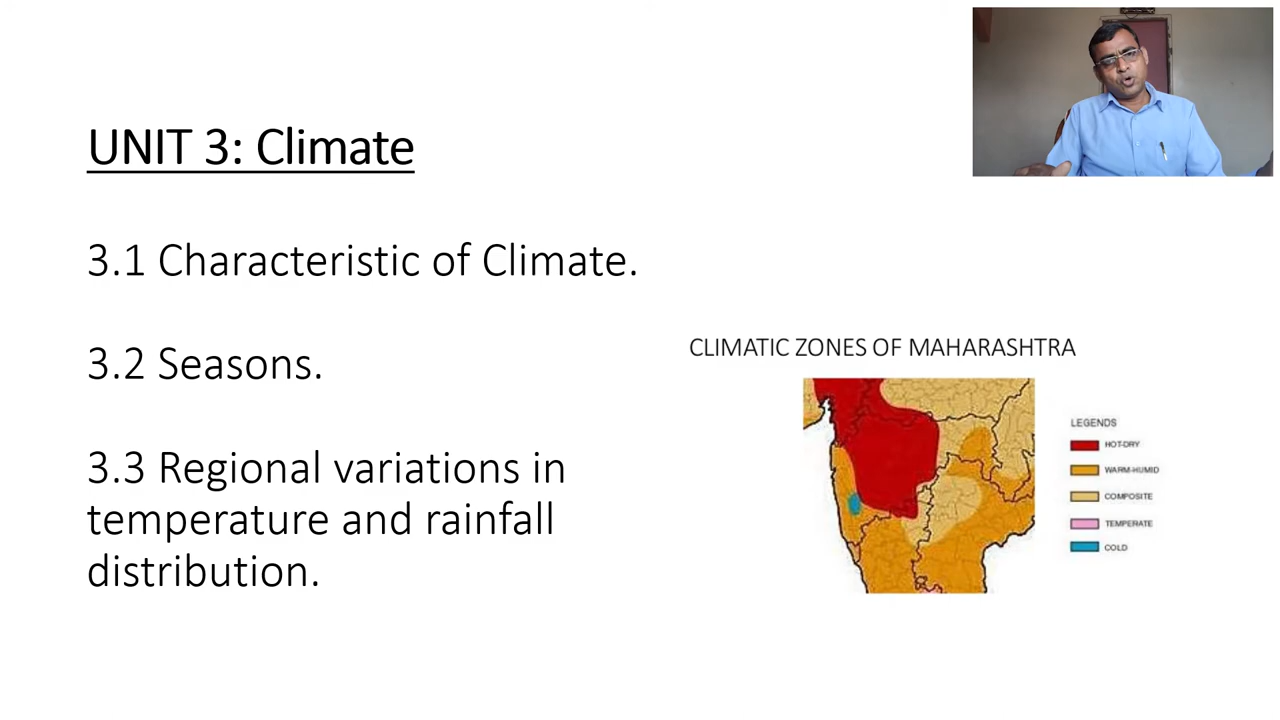 UNIT 3: Climate
3.1 Characteristic of Climate.
3.2 Seasons.
3.3 Regional variations in
temperature and rainfall
distribution.
CLIMATIC ZONES OF MAHARASHTRA
LEGENDS
HOT-DRY
WARM-HUMID
COMPOSITE
TEMPERATE
COLD